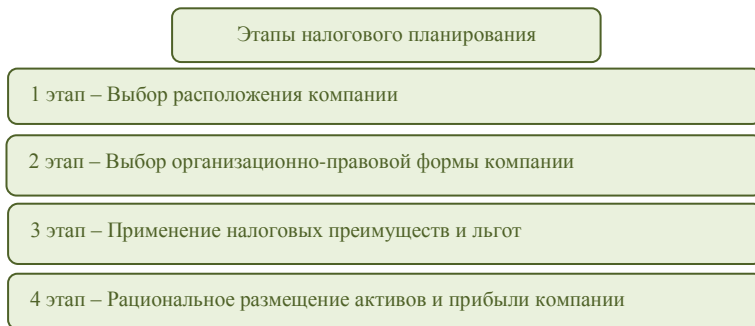 Этапы налогового планирования
1 этап – Выбор расположения компании
2 этап – Выбор организационно-правовой формы компании
3 этап – Применение налоговых преимуществ и льгот
4 этап – Рациональное размещение активов и прибыли компании